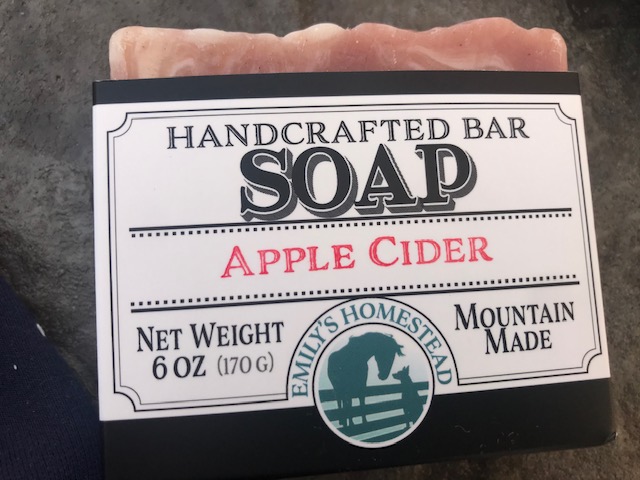 HANDCRAFTED BAR
SOAP
APPLE CIDER
NET WEIGHT
6 OZ (170 G)
EMILY'S HOMESTEAD
MOUNTAIN
MADE